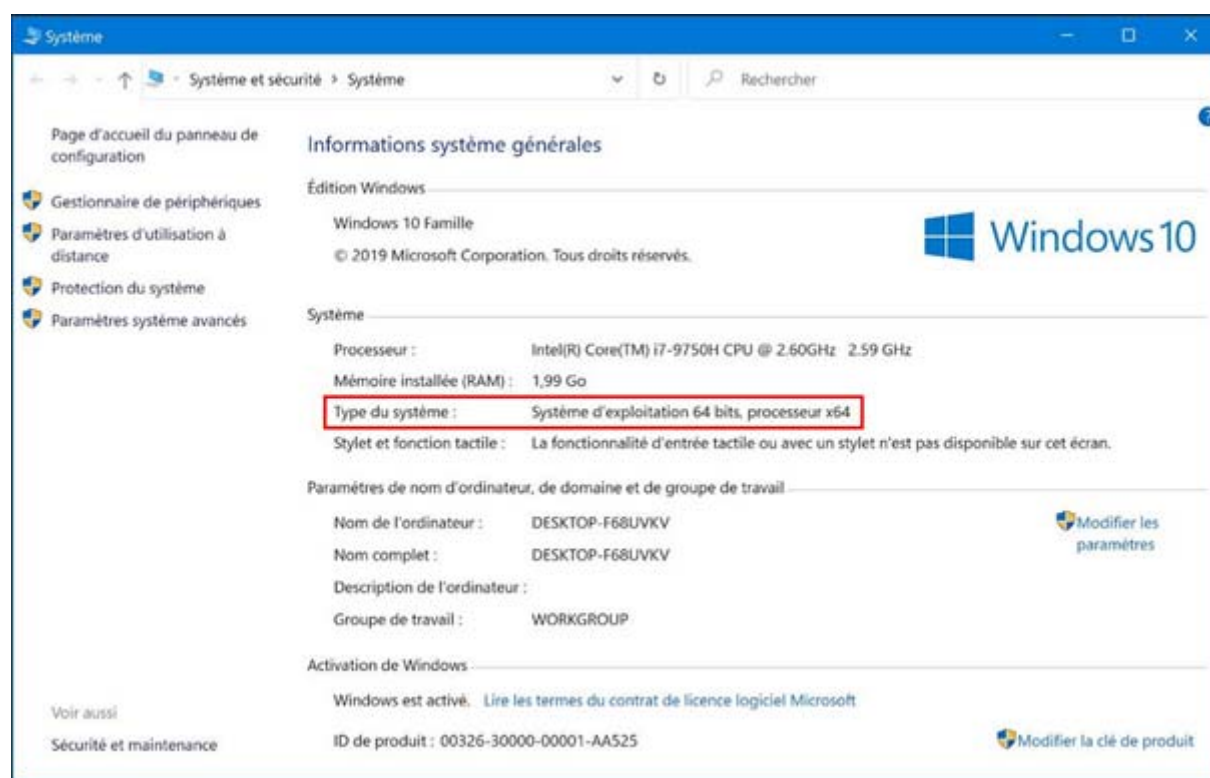 Système
Système et sécurité > Système
Rechercher
Page d'accueil du panneau de
configuration
Gestionnaire de périphériques
Paramètres d'utilisation à
distance
Protection du système
Paramètres système avancés
Voir aussi
Sécurité et maintenance
Informations système générales
Édition Windows
Windows 10 Famille
© 2019 Microsoft Corporation. Tous droits réservés.
Windows 10
Système
Processeur : Intel(R) Core(TM) i7-9750H CPU @ 2.60GHz 2.59 GHz
Mémoire installée (RAM) : 1,99 Go
Type du système : Système d'exploitation 64 bits, processeur x64
Stylet et fonction tactile : La fonctionnalité d'entrée tactile ou avec un stylet n'est pas disponible sur cet écran.
Paramètres de nom d'ordinateur, de domaine et de groupe de travail
Nom de l'ordinateur : DESKTOP-F68UVKV
Modifier les
paramètres
Nom complet : DESKTOP-F68UVKV
Description de l'ordinateur :
Groupe de travail : WORKGROUP
Activation de Windows
Windows est activé. Lire les termes du contrat de licence logiciel Microsoft
ID de produit : 00326-30000-00001-AA525
Modifier la clé de produit